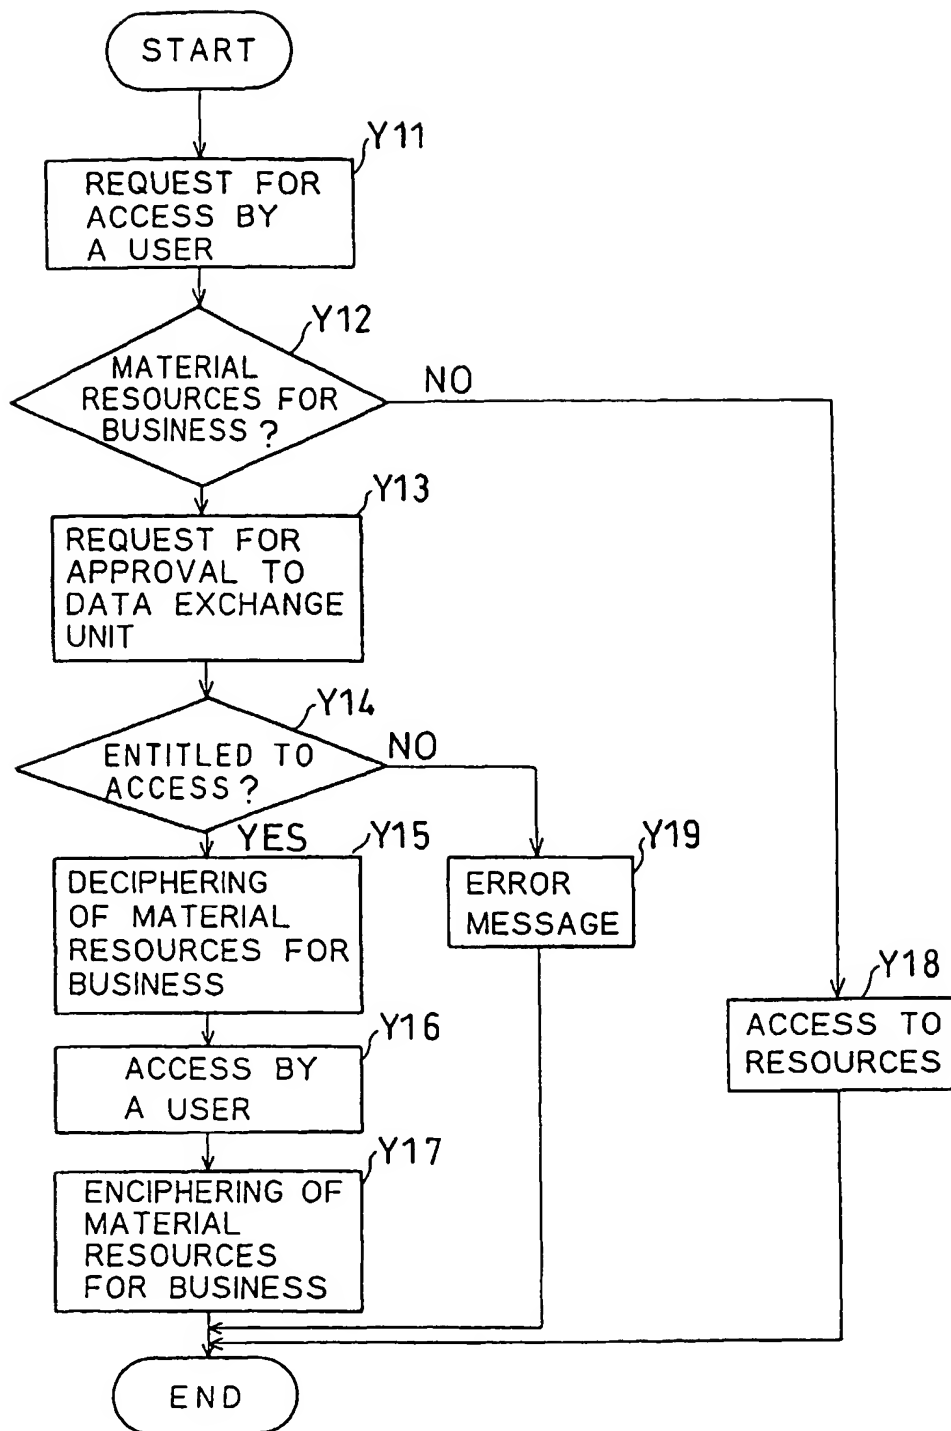 START
Y11
REQUEST FOR
ACCESS BY
A USER
Y12
MATERIAL
RESOURCES FOR
BUSINESS?
NO
Y13
REQUEST FOR
APPROVAL TO
DATA EXCHANGE
UNIT
Y14
ENTITLED TO
ACCESS?
NO
YES
Y15
DECIPHERING
OF MATERIAL
RESOURCES FOR
BUSINESS
Y19
ERROR
MESSAGE
Y18
ACCESS TO
RESOURCES
Y16
ACCESS BY
A USER
Y17
ENCIPHERING OF
MATERIAL
RESOURCES
FOR BUSINESS
END